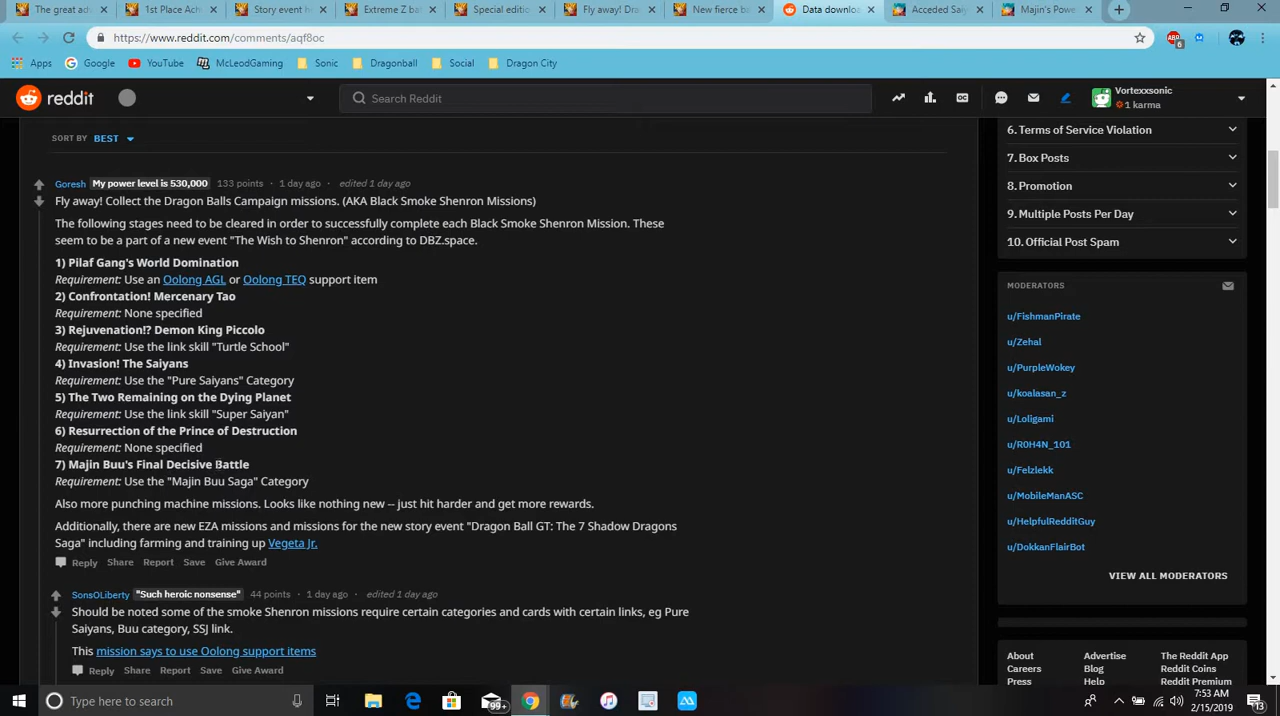 The great adv
1st Place Ach
Story event h
Extreme Z batt
Special edition
Fly away! Dra
New fierce ba
Data downloa
Acceded Saiy
Majin's Power
https://www.reddit.com/comments/aqf8oc
6
Apps
Google
YouTube
McLeodGaming
Sonic
Dragonball
Social
Dragon City
reddit
Search Reddit
Vortexxsonic
1 karma
SORT BY BEST
Goresh My power level is 530,000 133 points · 1 day ago · edited 1 day ago
Fly away! Collect the Dragon Balls Campaign missions. (AKA Black Smoke Shenron Missions)
The following stages need to be cleared in order to successfully complete each Black Smoke Shenron Mission. These
seem to be a part of a new event "The Wish to Shenron" according to DBZ.space.
1) Pilaf Gang's World Domination
Requirement: Use an Oolong AGL or Oolong TEQ support item
2) Confrontation! Mercenary Tao
Requirement: None specified
3) Rejuvenation!? Demon King Piccolo
Requirement: Use the link skill "Turtle School"
4) Invasion! The Saiyans
Requirement: Use the "Pure Saiyans" Category
5) The Two Remaining on the Dying Planet
Requirement: Use the link skill "Super Saiyan"
6) Resurrection of the Prince of Destruction
Requirement: None specified
7) Majin Buu's Final Decisive Battle
Requirement: Use the "Majin Buu Saga" Category
Also more punching machine missions. Looks like nothing new -- just hit harder and get more rewards.
Additionally, there are new EZA missions and missions for the new story event "Dragon Ball GT: The 7 Shadow Dragons
Saga" including farming and training up Vegeta Jr.
Reply Share Report Save Give Award
SonsOLiberty "Such heroic nonsense" 44 points · 1 day ago · edited 1 day ago
Should be noted some of the smoke Shenron missions require certain categories and cards with certain links, eg Pure
Saiyans, Buu category, SSJ link.
This mission says to use Oolong support items
Reply Share Report Save Give Award
6. Terms of Service Violation
7. Box Posts
8. Promotion
9. Multiple Posts Per Day
10. Official Post Spam
MODERATORS
u/FishmanPirate
u/Zehal
u/PurpleWokey
u/koalasan_z
u/Loligami
u/R0H4N_101
u/Felzlekk
u/MobileManASC
u/HelpfulRedditGuy
u/DokkanFlairBot
VIEW ALL MODERATORS
About Advertise The Reddit App
Careers Blog Reddit Coins
Press Help Reddit Premium
Type here to search
99+
7:53 AM
2/15/2019
13